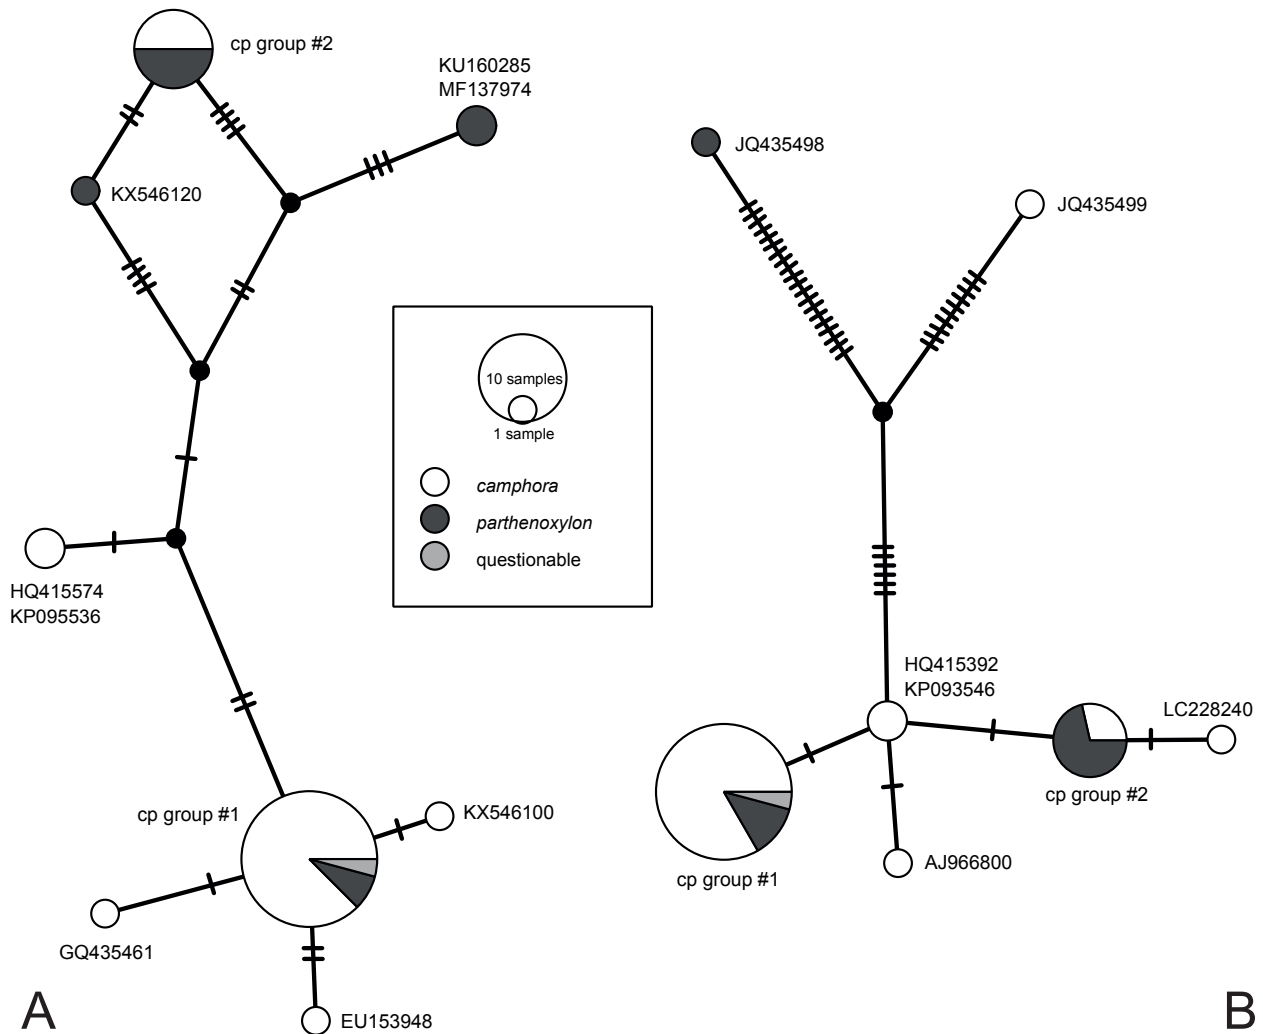 cp group #2
KU160285
MF137974
KX546120
HQ415574
KP095536
cp group #1
KX546100
GQ435461
EU153948
A
10 samples
1 sample
camphora
parthenoxylon
questionable
JQ435498
JQ435499
HQ415392
KP093546
LC228240
cp group #2
cp group #1
AJ966800
B